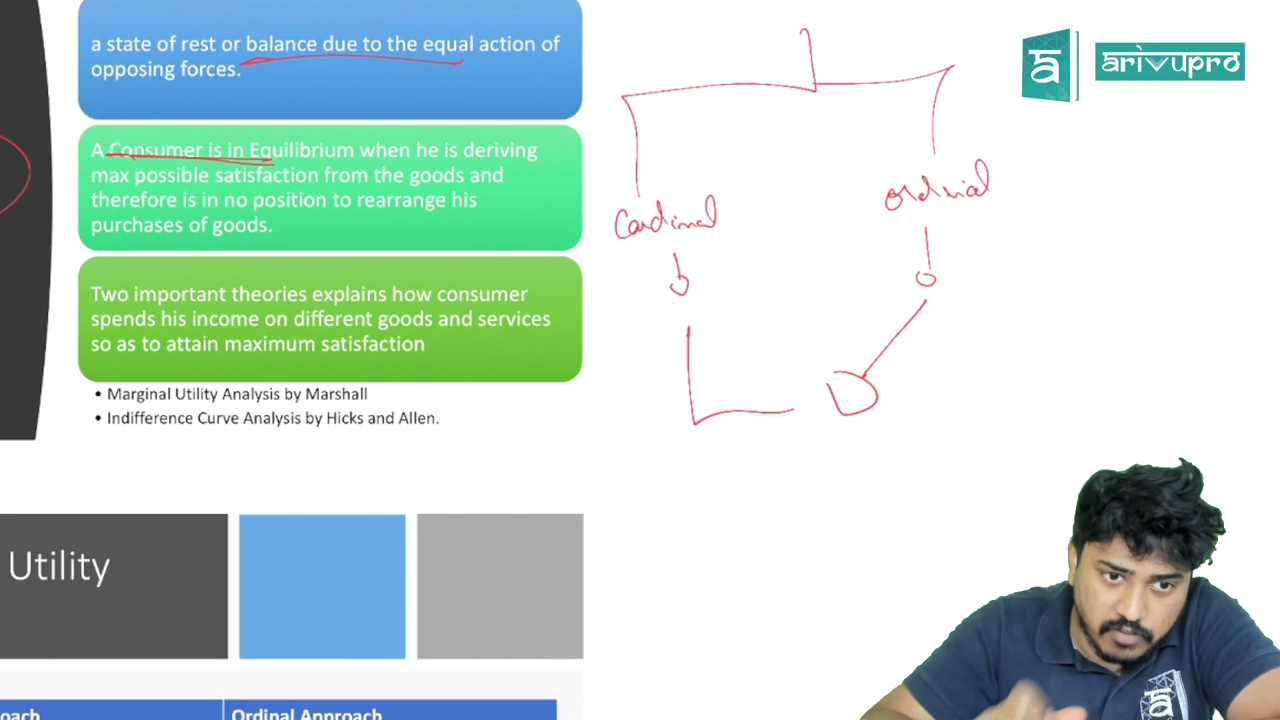 a state of rest or balance due to the equal action of
opposing forces.
A Consumer is in Equilibrium when he is deriving
max possible satisfaction from the goods and
therefore is in no position to rearrange his
purchases of goods.
Two important theories explains how consumer
spends his income on different goods and services
so as to attain maximum satisfaction
• Marginal Utility Analysis by Marshall
• Indifference Curve Analysis by Hicks and Allen.
Utility
oach
Ordinal Approach
Cardinal
Ordinal
D
ā
arivupro
ā